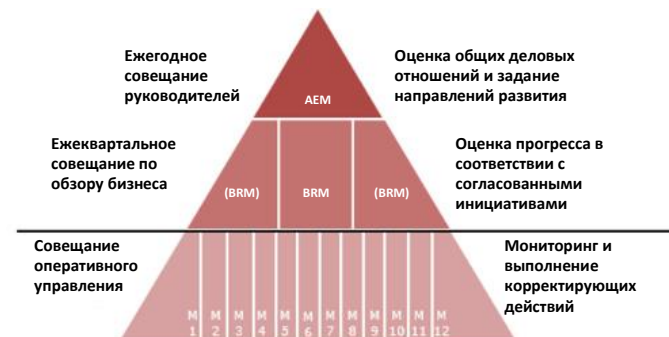 Ежегодное
совещание
руководителей
AEM
Оценка общих деловых
отношений и задание
направлений развития
Ежеквартальное
совещание по
обзору бизнеса
(BRM)
BRM
(BRM)
Оценка прогресса в
соответствии с
согласованными
инициативами
Совещание
оперативного
управления
M 1
M 2
M 3
M 4
M 5
M 6
M 7
M 8
M 9
M 10
M 11
M 12
Мониторинг и
выполнение
корректирующих
действий